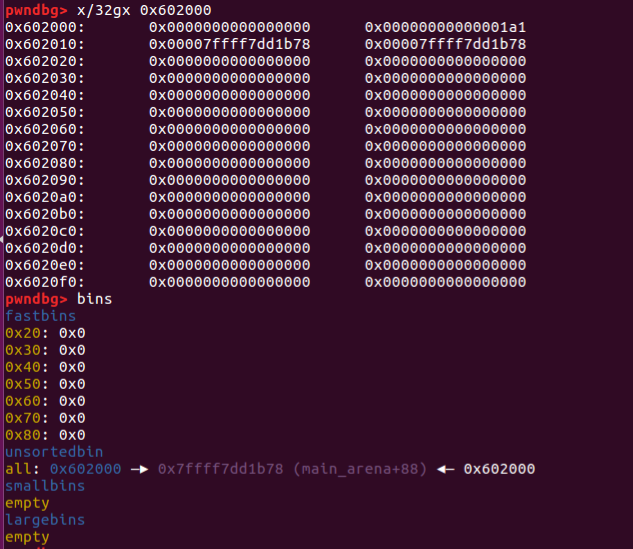 pwndbg> x/32gx 0x602000
0x602000: 0x0000000000000000 0x00000000000001a1
0x602010: 0x00007ffff7dd1b78 0x00007ffff7dd1b78
0x602020: 0x0000000000000000 0x0000000000000000
0x602030: 0x0000000000000000 0x0000000000000000
0x602040: 0x0000000000000000 0x0000000000000000
0x602050: 0x0000000000000000 0x0000000000000000
0x602060: 0x0000000000000000 0x0000000000000000
0x602070: 0x0000000000000000 0x0000000000000000
0x602080: 0x0000000000000000 0x0000000000000000
0x602090: 0x0000000000000000 0x0000000000000000
0x6020a0: 0x0000000000000000 0x0000000000000000
0x6020b0: 0x0000000000000000 0x0000000000000000
0x6020c0: 0x0000000000000000 0x0000000000000000
0x6020d0: 0x0000000000000000 0x0000000000000000
0x6020e0: 0x0000000000000000 0x0000000000000000
0x6020f0: 0x0000000000000000 0x0000000000000000
pwndbg> bins
fastbins
0x20: 0x0
0x30: 0x0
0x40: 0x0
0x50: 0x0
0x60: 0x0
0x70: 0x0
0x80: 0x0
unsortedbin
all: 0x602000 —▸ 0x7ffff7dd1b78 (main_arena+88) ◂— 0x602000
smallbins
empty
largebins
empty